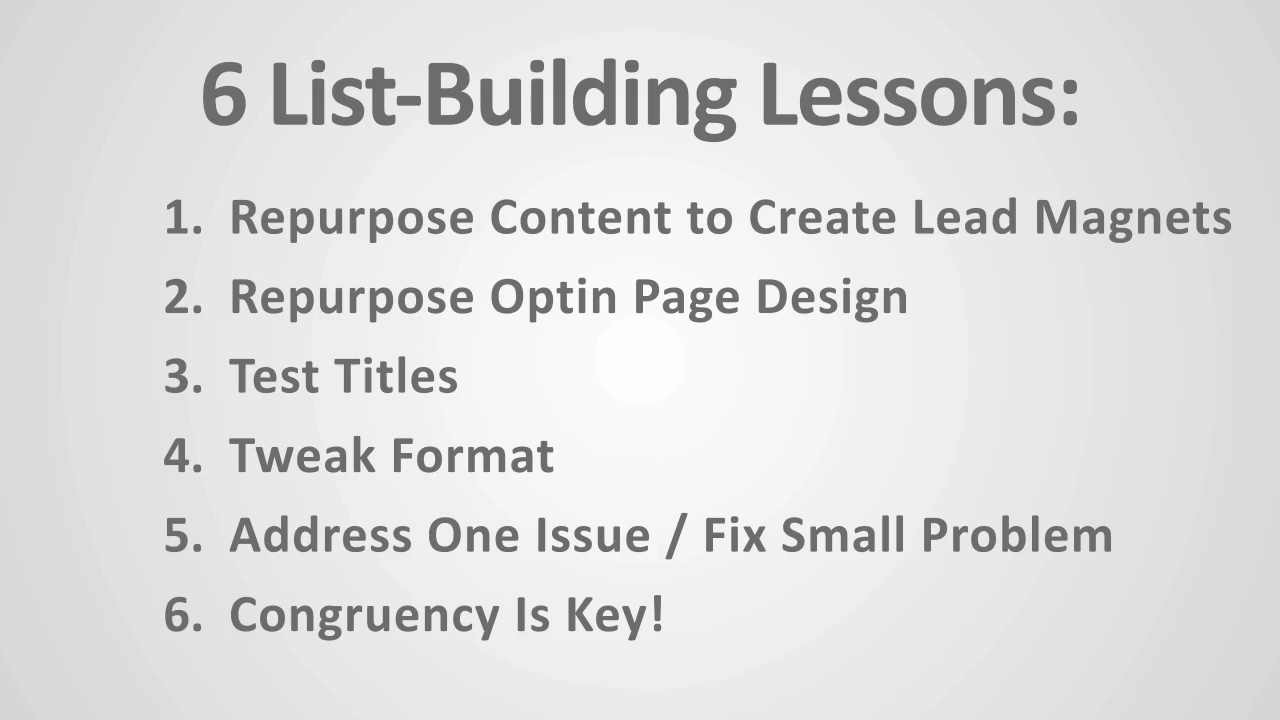 6 List-Building Lessons:
1. Repurpose Content to Create Lead Magnets
2. Repurpose Optin Page Design
3. Test Titles
4. Tweak Format
5. Address One Issue / Fix Small Problem
6. Congruency Is Key!